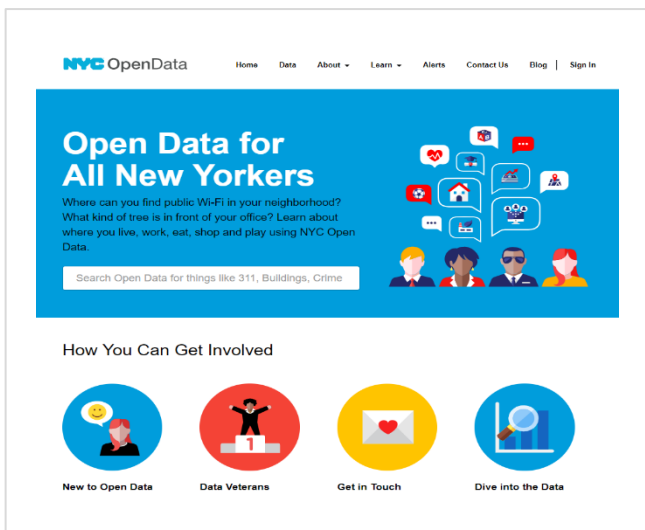 NYC OpenData
Home Data About Learn Alerts Contact Us Blog | Sign In
Open Data for
All New Yorkers
Where can you find public Wi-Fi in your neighborhood?
What kind of tree is in front of your office? Learn about
where you live, work, eat, shop and play using NYC Open
Data.
Search Open Data for things like 311, Buildings, Crime
How You Can Get Involved
1
New to Open Data
Data Veterans
Get in Touch
Dive into the Data